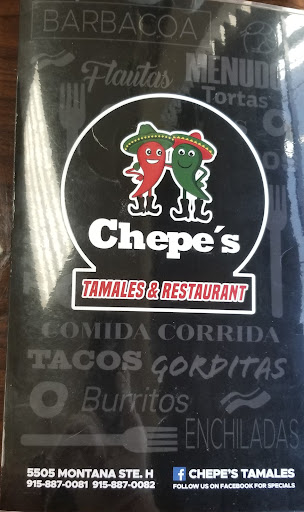 BARBACOA
Flautas MENUDO
Tortas
Chepe's
TAMALES & RESTAURANT
COMIDA CORRIDA
TACOS GORDITAS
Burritos
ENCHILADAS
5505 MONTANA STE. H
915-887-0081 915-887-0082
CHEPE'S TAMALES
FOLLOW US ON FACEBOOK FOR SPECIALS